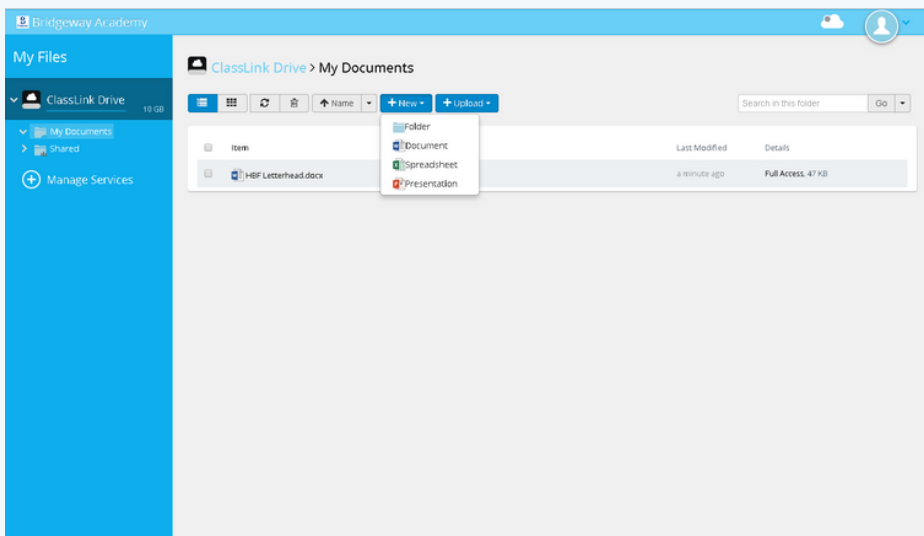 Bridgeway Academy
My Files
ClassLink Drive
10 GB
My Documents
Shared
Manage Services
ClassLink Drive > My Documents
Name
+ New
+ Upload
Search in this folder
Go
Folder
Document
Spreadsheet
Presentation
Item
Last Modified
Details
HBF Letterhead.docx
a minute ago
Full Access, 47 KB